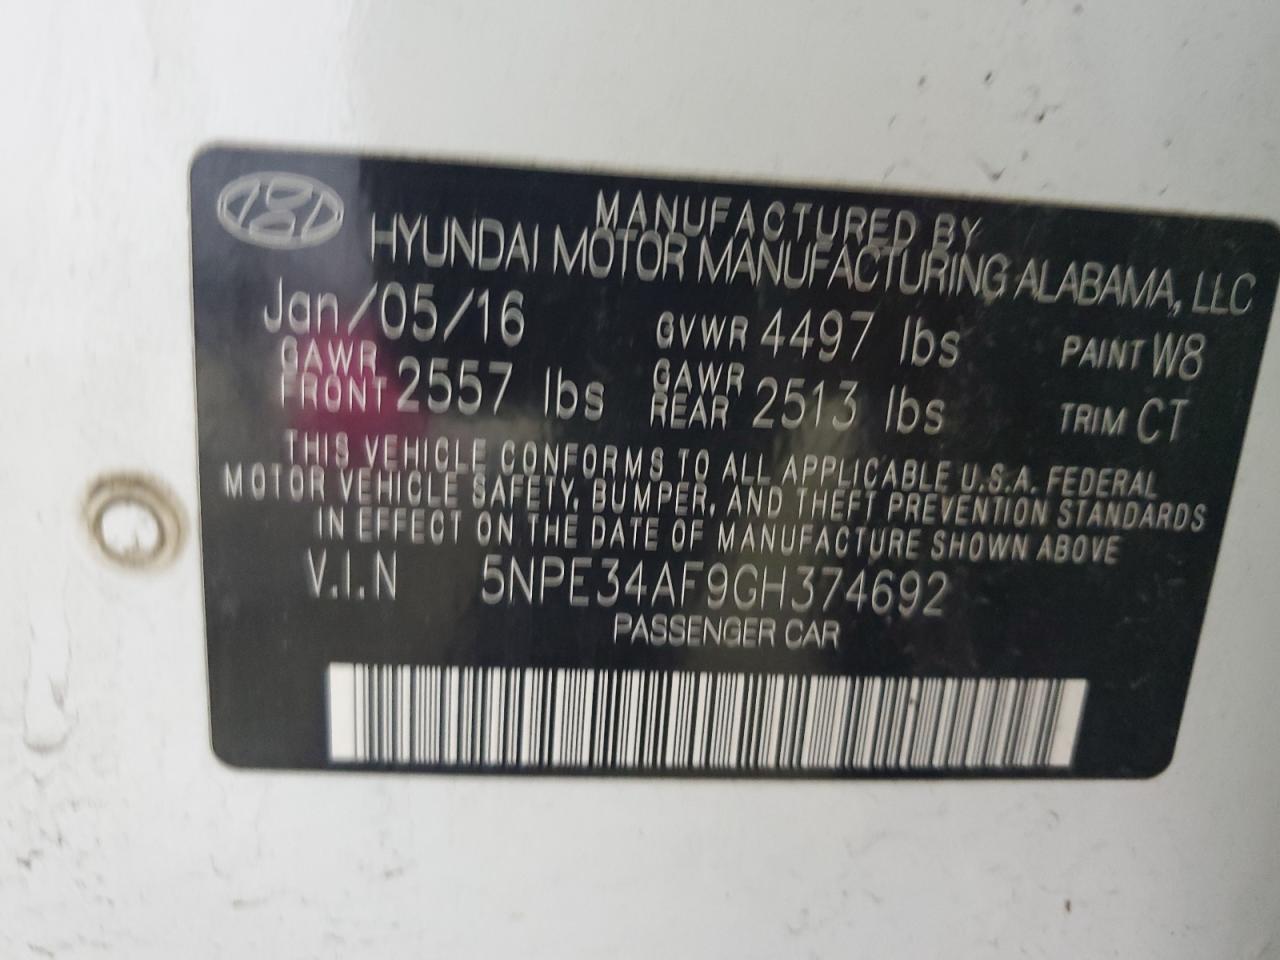 MANUFACTURED BY
HYUNDAI MOTOR MANUFACTURING ALABAMA, LLC
Jan/05/16 GVWR 4497 lbs PAINT W8
GAWR FRONT 2557 lbs GAWR REAR 2513 lbs TRIM CT
THIS VEHICLE CONFORMS TO ALL APPLICABLE U.S.A. FEDERAL
MOTOR VEHICLE SAFETY, BUMPER, AND THEFT PREVENTION STANDARDS
IN EFFECT ON THE DATE OF MANUFACTURE SHOWN ABOVE
V.I.N 5NPE34AF9GH374692
PASSENGER CAR